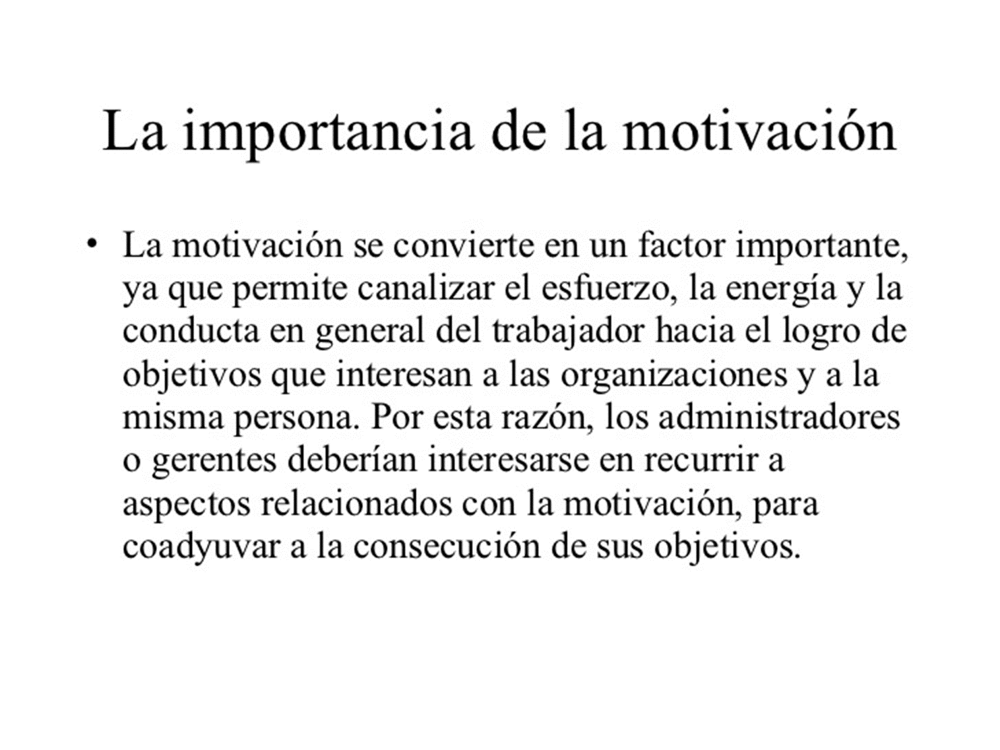 La importancia de la motivación
• La motivación se convierte en un factor importante,
ya que permite canalizar el esfuerzo, la energía y la
conducta en general del trabajador hacia el logro de
objetivos que interesan a las organizaciones y a la
misma persona. Por esta razón, los administradores
o gerentes deberían interesarse en recurrir a
aspectos relacionados con la motivación, para
coadyuvar a la consecución de sus objetivos.